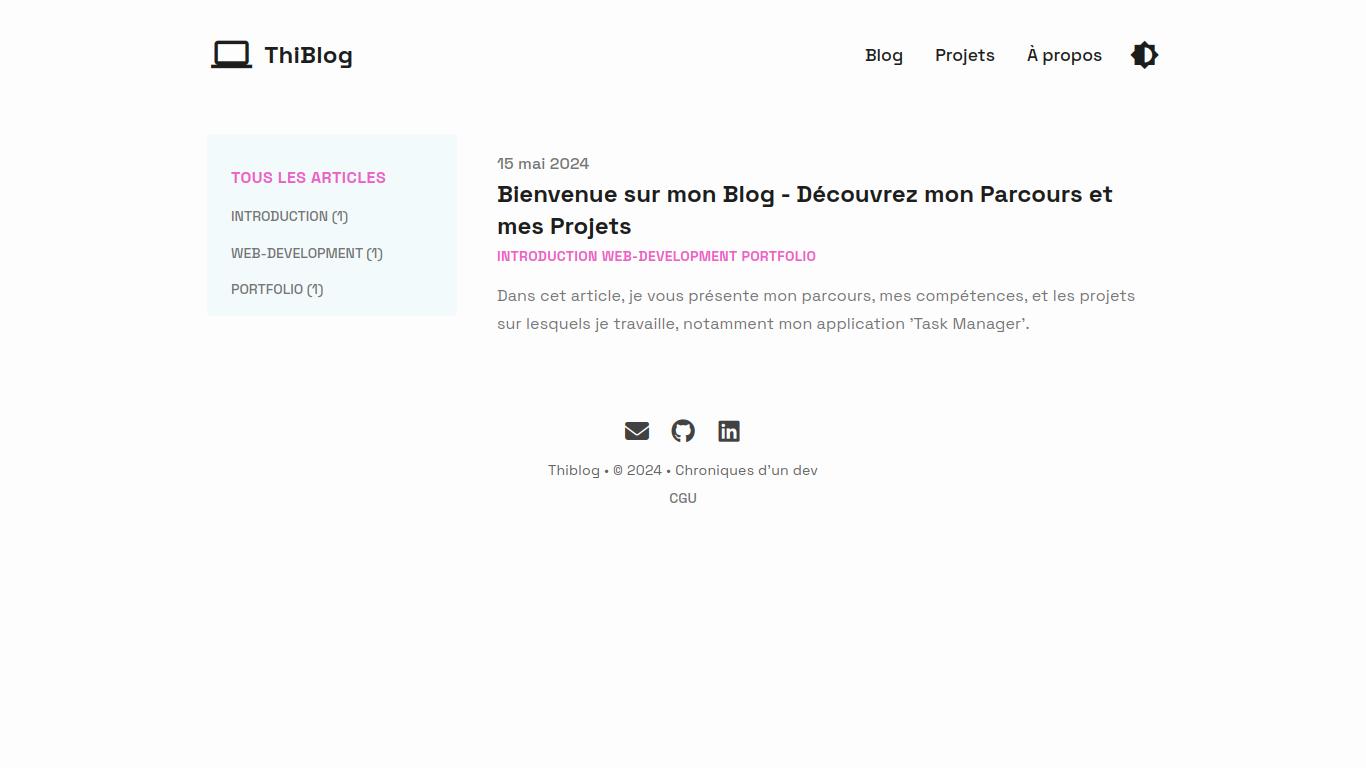 ThiBlog
Blog Projets À propos
TOUS LES ARTICLES
INTRODUCTION (1)
WEB-DEVELOPMENT (1)
PORTFOLIO (1)
15 mai 2024
Bienvenue sur mon Blog - Découvrez mon Parcours et
mes Projets
INTRODUCTION WEB-DEVELOPMENT PORTFOLIO
Dans cet article, je vous présente mon parcours, mes compétences, et les projets
sur lesquels je travaille, notamment mon application 'Task Manager'.
Thiblog • © 2024 • Chroniques d'un dev
CGU